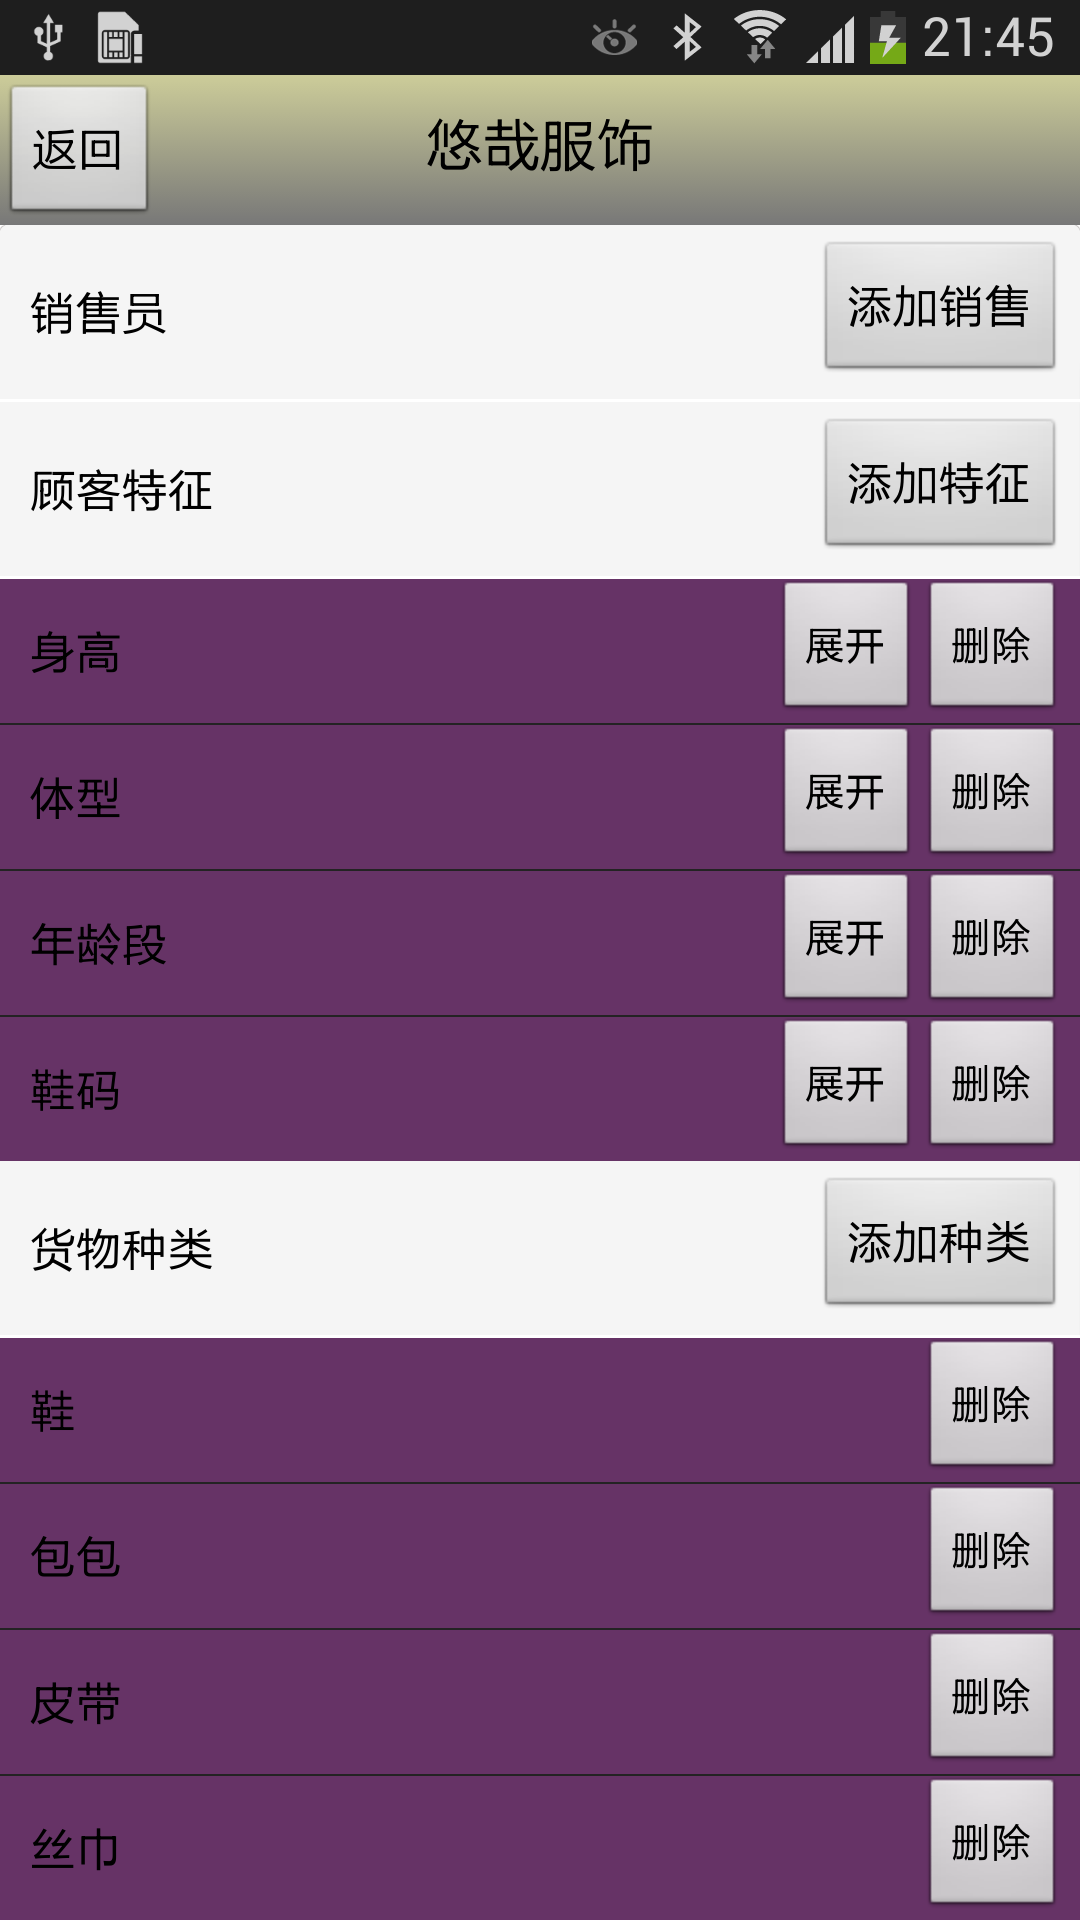 21:45
返回
悠哉服饰
销售员
添加销售
顾客特征
添加特征
身高
展开
删除
体型
展开
删除
年龄段
展开
删除
鞋码
展开
删除
货物种类
添加种类
鞋
删除
包包
删除
皮带
删除
丝巾
删除